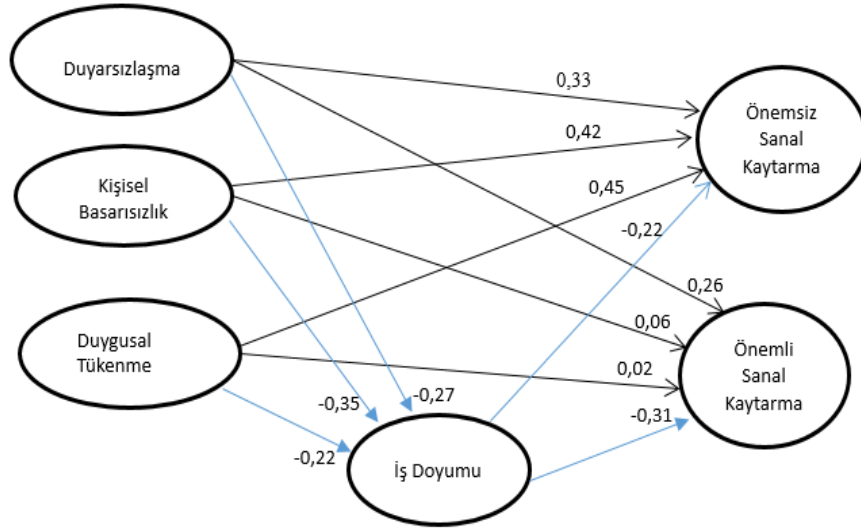 Duyarsızlaşma
Kişisel
Basarısızlık
Duygusal
Tükenme
İş Doyumu
Önemsiz
Sanal
Kaytarma
Önemli
Sanal
Kaytarma
0,33
0,42
0,45
-0,22
0,26
0,06
0,02
-0,35
-0,27
-0,31
-0,22